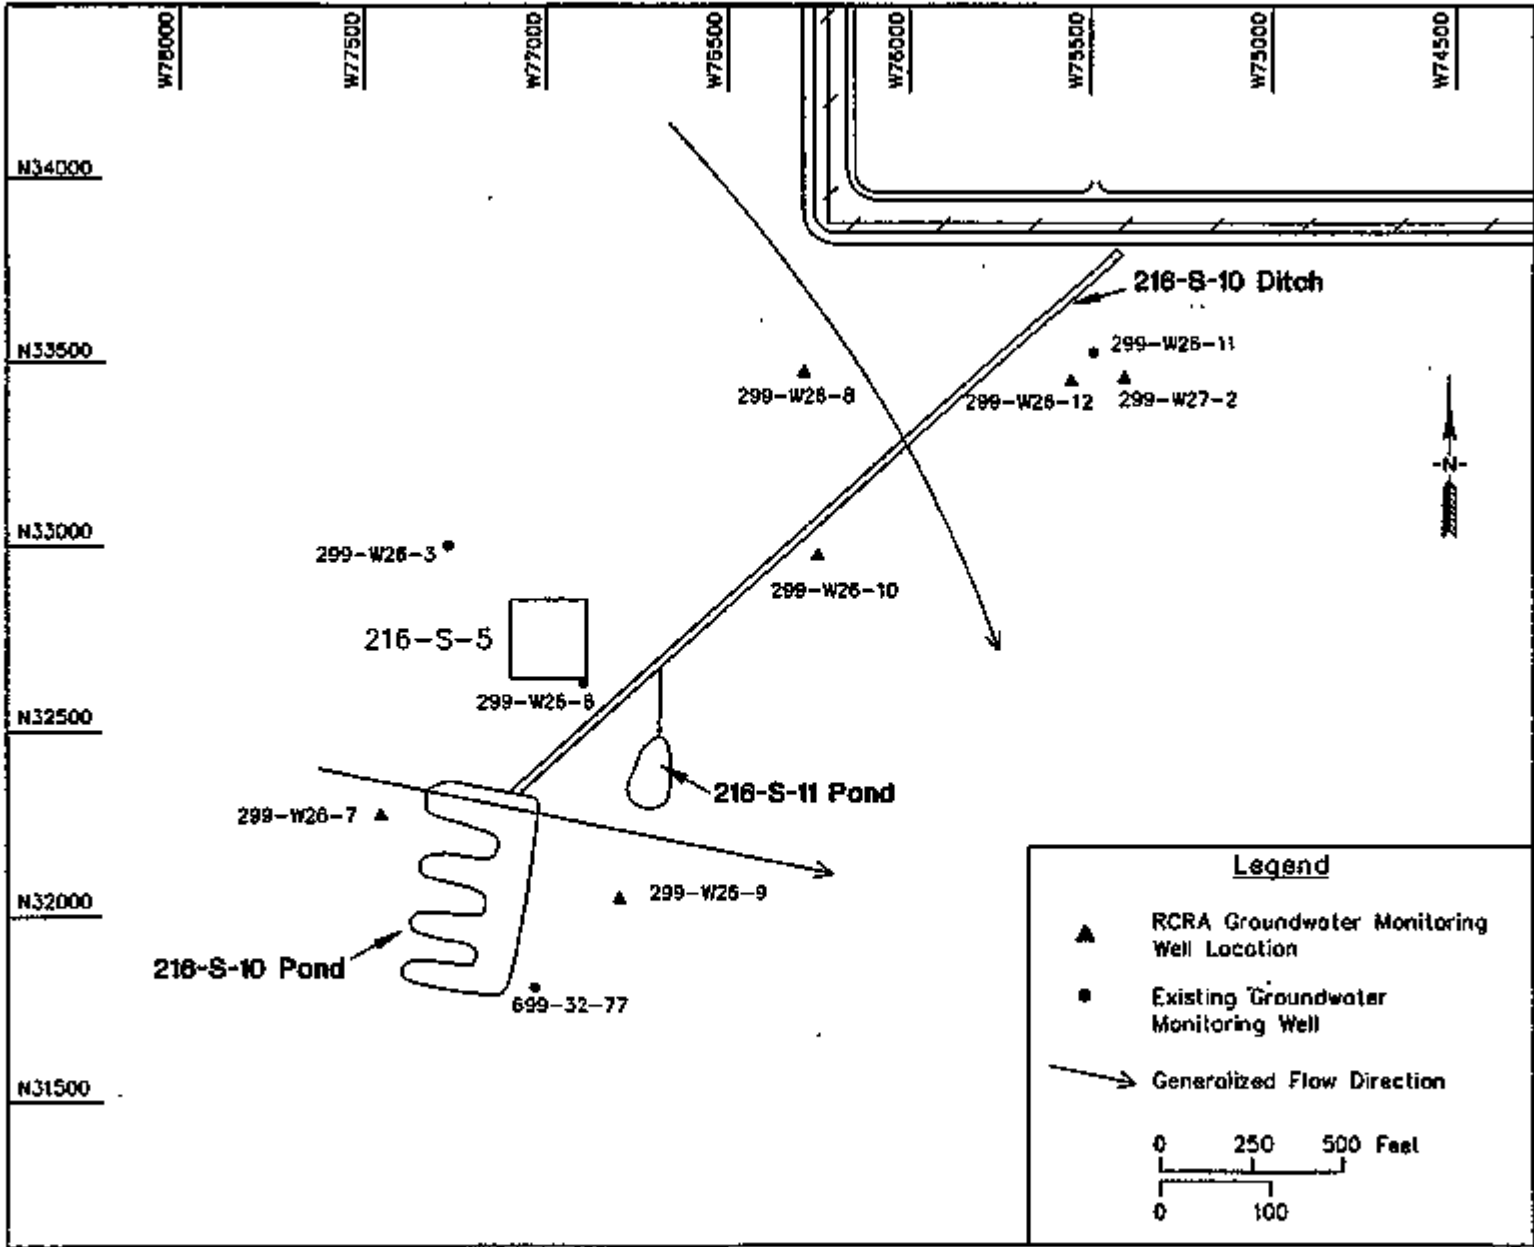 W78000
W77500
W77000
W76500
W76000
W75500
W75000
W74500
N34000
216-S-10 Ditch
N33500
299-W26-11
299-W26-8
299-W26-12
299-W27-2
-N-
N33000
299-W26-3
299-W26-10
216-S-5
299-W26-6
N32500
216-S-11 Pond
299-W26-7
Legend
299-W26-9
N32000
RCRA Groundwater Monitoring
Well Location
216-S-10 Pond
699-32-77
Existing Groundwater
Monitoring Well
N31500
Generalized Flow Direction
0 250 500 Feet
0 100